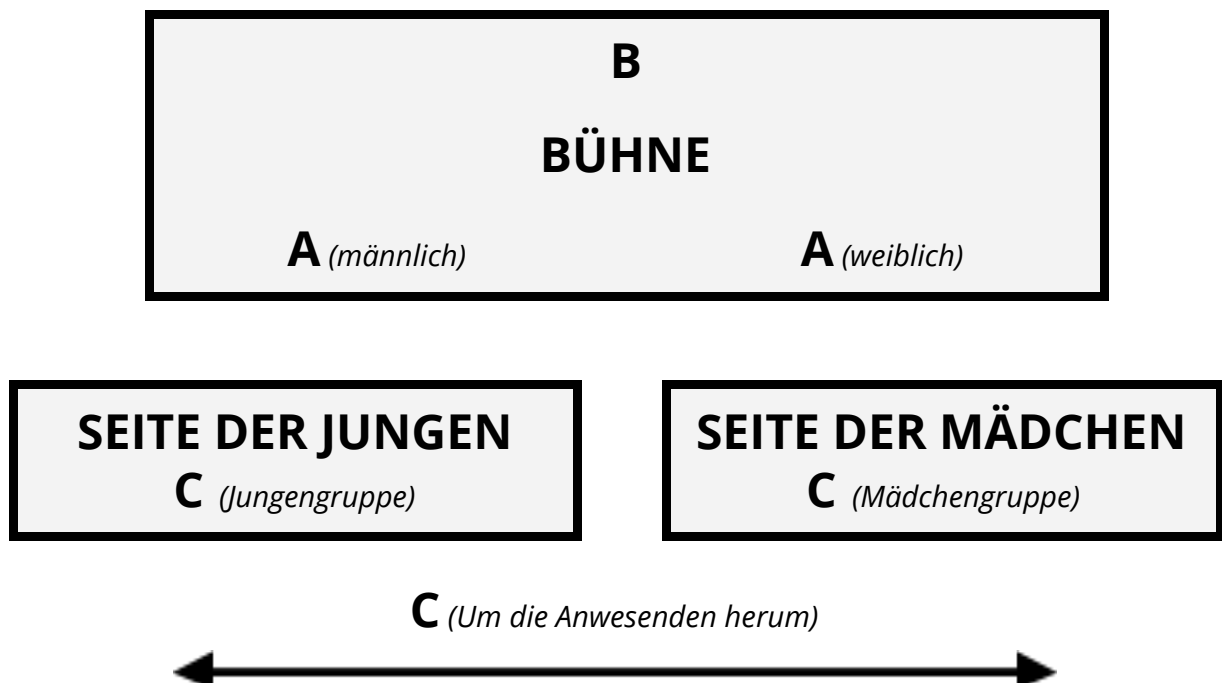 B
BÜHNE
A (männlich)
A (weiblich)
SEITE DER JUNGEN
C (Jungengruppe)
SEITE DER MÄDCHEN
C (Mädchengruppe)
C (Um die Anwesenden herum)